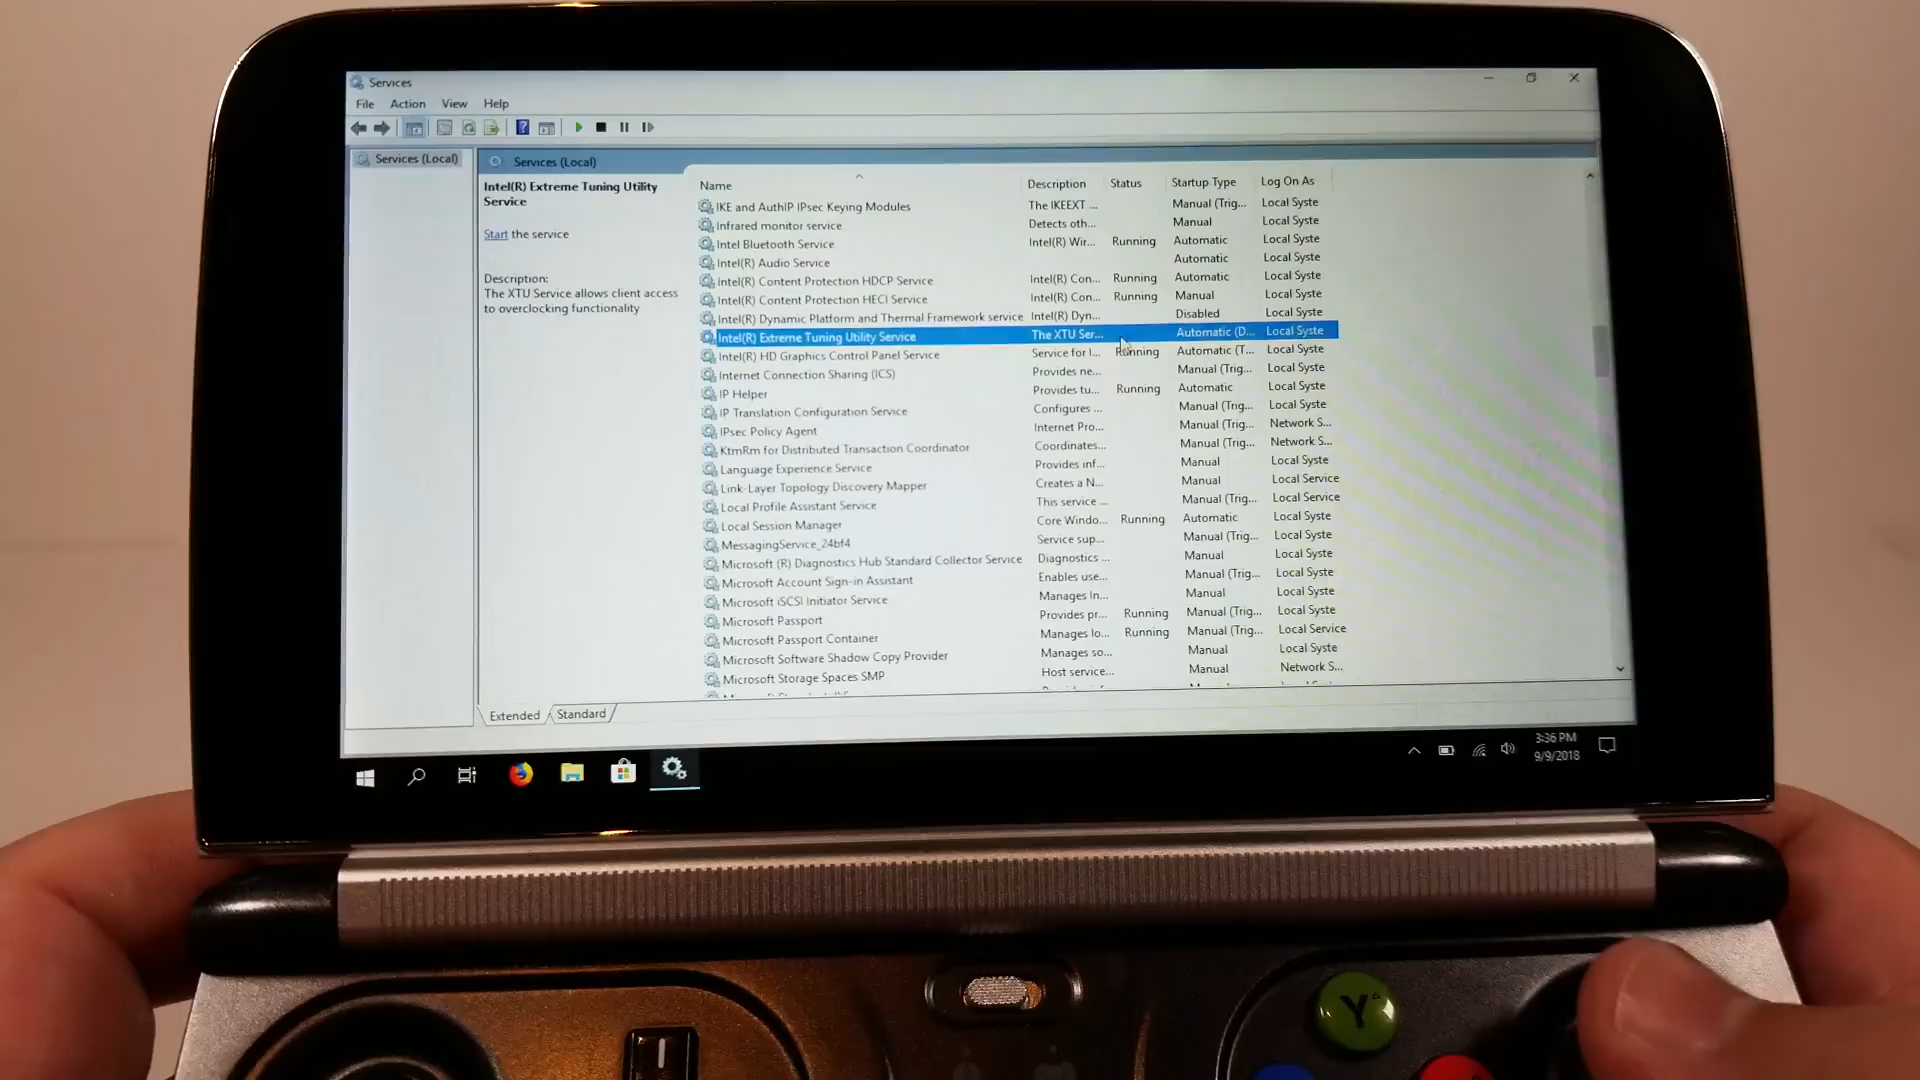 Services
File Action View Help
Services (Local)
Services (Local)
Intel(R) Extreme Tuning Utility
Service
Start the service
Description:
The XTU Service allows client access
to overclocking functionality
Name Description Status Startup Type Log On As
IKE and AuthIP IPsec Keying Modules The IKEEXT ... Manual (Trig... Local Syste
Infrared monitor service Detects oth... Manual Local Syste
Intel Bluetooth Service Intel(R) Wir... Running Automatic Local Syste
Intel(R) Audio Service Automatic Local Syste
Intel(R) Content Protection HDCP Service Intel(R) Con... Running Automatic Local Syste
Intel(R) Content Protection HECI Service Intel(R) Con... Running Manual Local Syste
Intel(R) Dynamic Platform and Thermal Framework service Intel(R) Dyn... Disabled Local Syste
Intel(R) Extreme Tuning Utility Service The XTU Ser... Automatic (D... Local Syste
Intel(R) HD Graphics Control Panel Service Service for I... Running Automatic (T... Local Syste
Internet Connection Sharing (ICS) Provides ne... Manual (Trig... Local Syste
IP Helper Provides tu... Running Automatic Local Syste
IP Translation Configuration Service Configures ... Manual (Trig... Local Syste
IPsec Policy Agent Internet Pro... Manual (Trig... Network S...
KtmRm for Distributed Transaction Coordinator Coordinates... Manual (Trig... Network S...
Language Experience Service Provides inf... Manual Local Syste
Link-Layer Topology Discovery Mapper Creates a N... Manual Local Service
Local Profile Assistant Service This service ... Manual (Trig... Local Service
Local Session Manager Core Windo... Running Automatic Local Syste
MessagingService_24bf4 Service sup... Manual (Trig... Local Syste
Microsoft (R) Diagnostics Hub Standard Collector Service Diagnostics ... Manual Local Syste
Microsoft Account Sign-in Assistant Enables use... Manual (Trig... Local Syste
Microsoft iSCSI Initiator Service Manages In... Manual Local Syste
Microsoft Passport Provides pr... Running Manual (Trig... Local Syste
Microsoft Passport Container Manages lo... Running Manual (Trig... Local Service
Microsoft Software Shadow Copy Provider Manages so... Manual Local Syste
Microsoft Storage Spaces SMP Host service... Manual Network S...
Extended Standard
3:36 PM
9/9/2018
Y